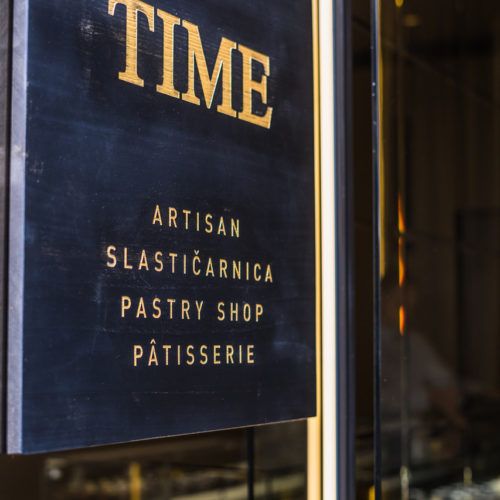 TIME
ARTISAN
SLASTIČARNICA
PASTRY SHOP
PÂTISSERIE